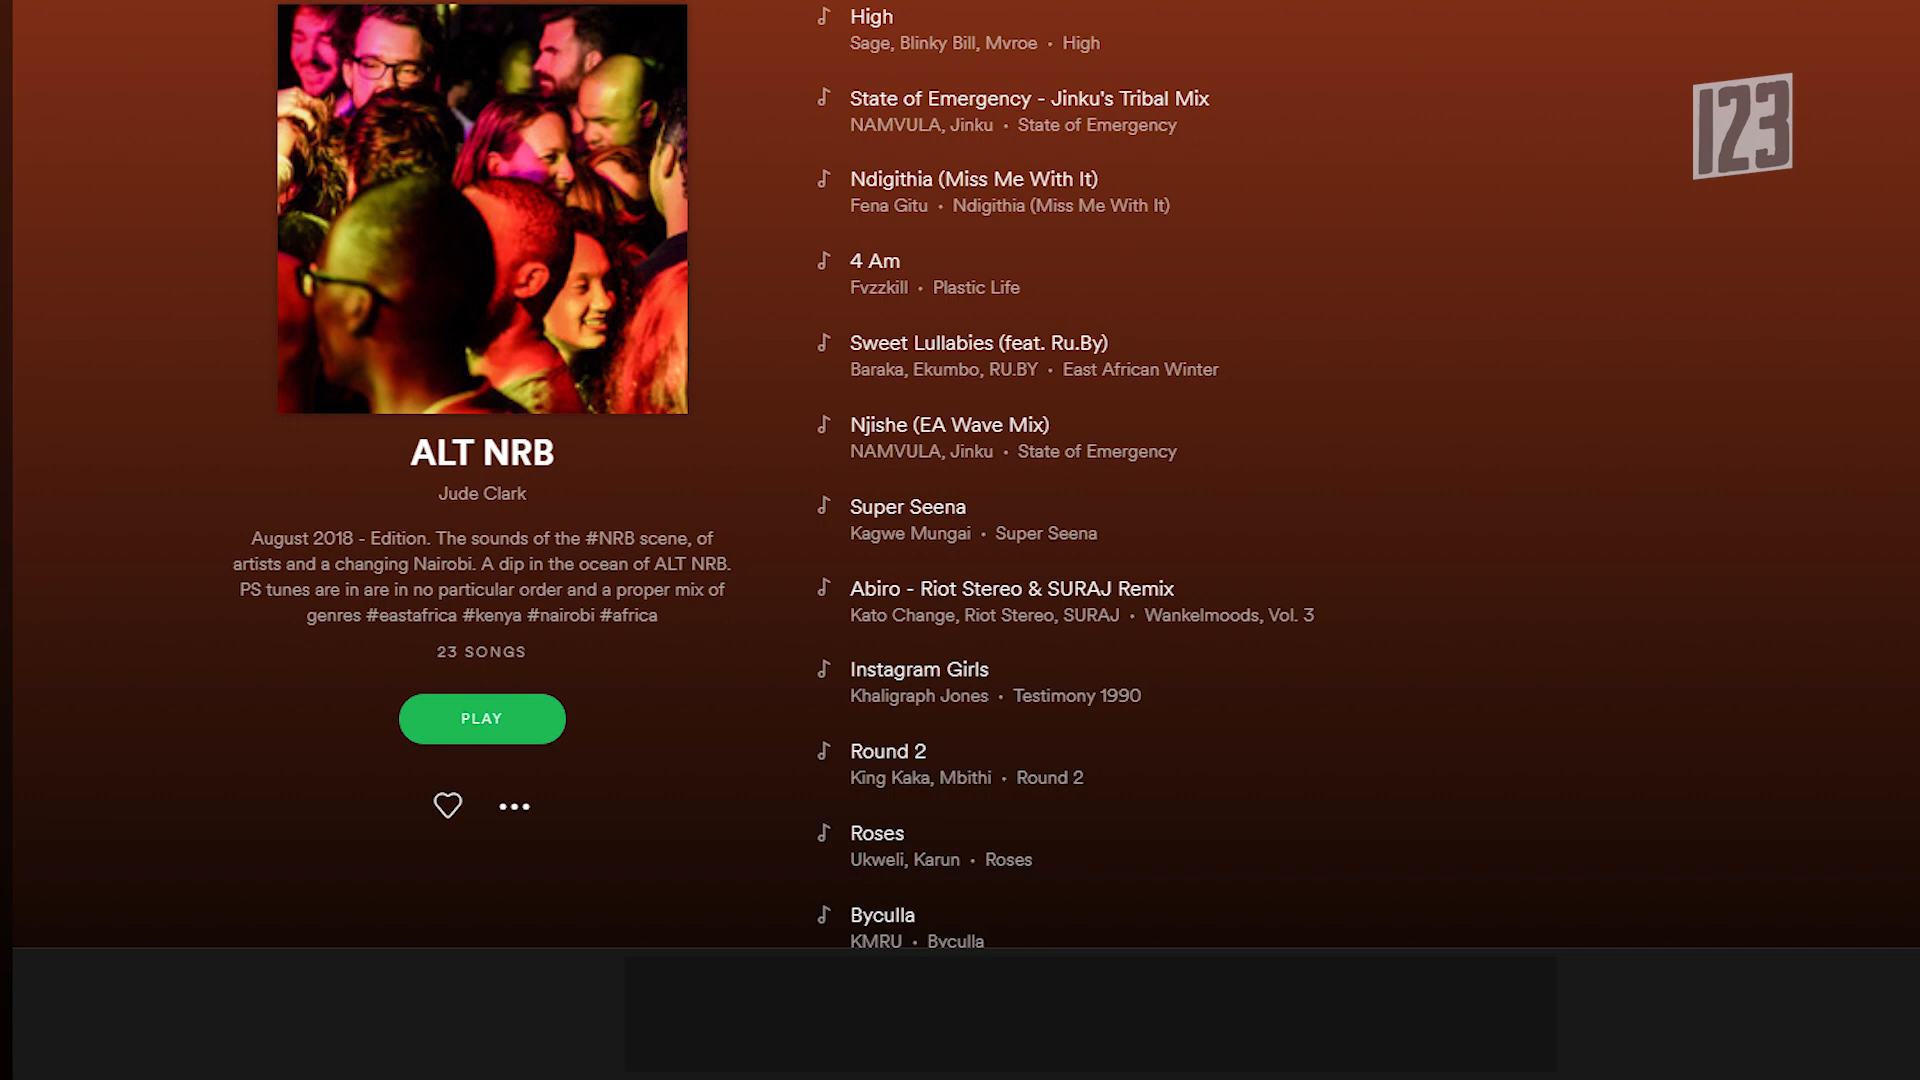 High
Sage, Blinky Bill, Mvroe • High
State of Emergency - Jinku's Tribal Mix
NAMVULA, Jinku • State of Emergency
Ndigithia (Miss Me With It)
Fena Gitu • Ndigithia (Miss Me With It)
4 Am
Fvzzkill • Plastic Life
Sweet Lullabies (feat. Ru.By)
Baraka, Ekumbo, RU.BY • East African Winter
Njishe (EA Wave Mix)
NAMVULA, Jinku • State of Emergency
Super Seena
Kagwe Mungai • Super Seena
Abiro - Riot Stereo & SURAJ Remix
Kato Change, Riot Stereo, SURAJ • Wankelmoods, Vol. 3
Instagram Girls
Khaligraph Jones • Testimony 1990
Round 2
King Kaka, Mbithi • Round 2
Roses
Ukweli, Karun • Roses
Byculla
KMRU • Byculla
ALT NRB
Jude Clark
August 2018 - Edition. The sounds of the #NRB scene, of
artists and a changing Nairobi. A dip in the ocean of ALT NRB.
PS tunes are in are in no particular order and a proper mix of
genres #eastafrica #kenya #nairobi #africa
23 SONGS
PLAY
123